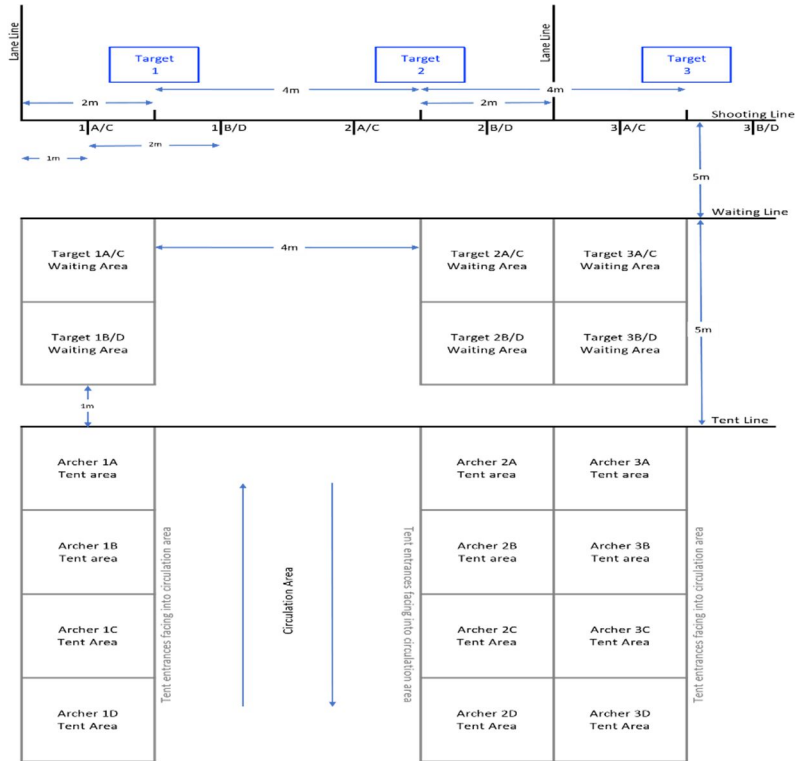 Lane Line
Lane Line
Target
1
Target
2
Target
3
4m
4m
2m
2m
Shooting Line
1 A/C
1 B/D
2 A/C
2 B/D
3 A/C
3 B/D
2m
1m
5m
Waiting Line
Target 1A/C
Waiting Area
4m
Target 2A/C
Waiting Area
Target 3A/C
Waiting Area
Target 1B/D
Waiting Area
Target 2B/D
Waiting Area
Target 3B/D
Waiting Area
5m
1m
Tent Line
Archer 1A
Tent area
Archer 2A
Tent area
Archer 3A
Tent area
Archer 1B
Tent area
Archer 2B
Tent area
Archer 3B
Tent area
Tent entrances facing into circulation area
Circulation Area
Tent entrances facing into circulation area
Tent entrances facing into circulation area
Archer 1C
Tent Area
Archer 2C
Tent Area
Archer 3C
Tent Area
Archer 1D
Tent Area
Archer 2D
Tent Area
Archer 3D
Tent Area